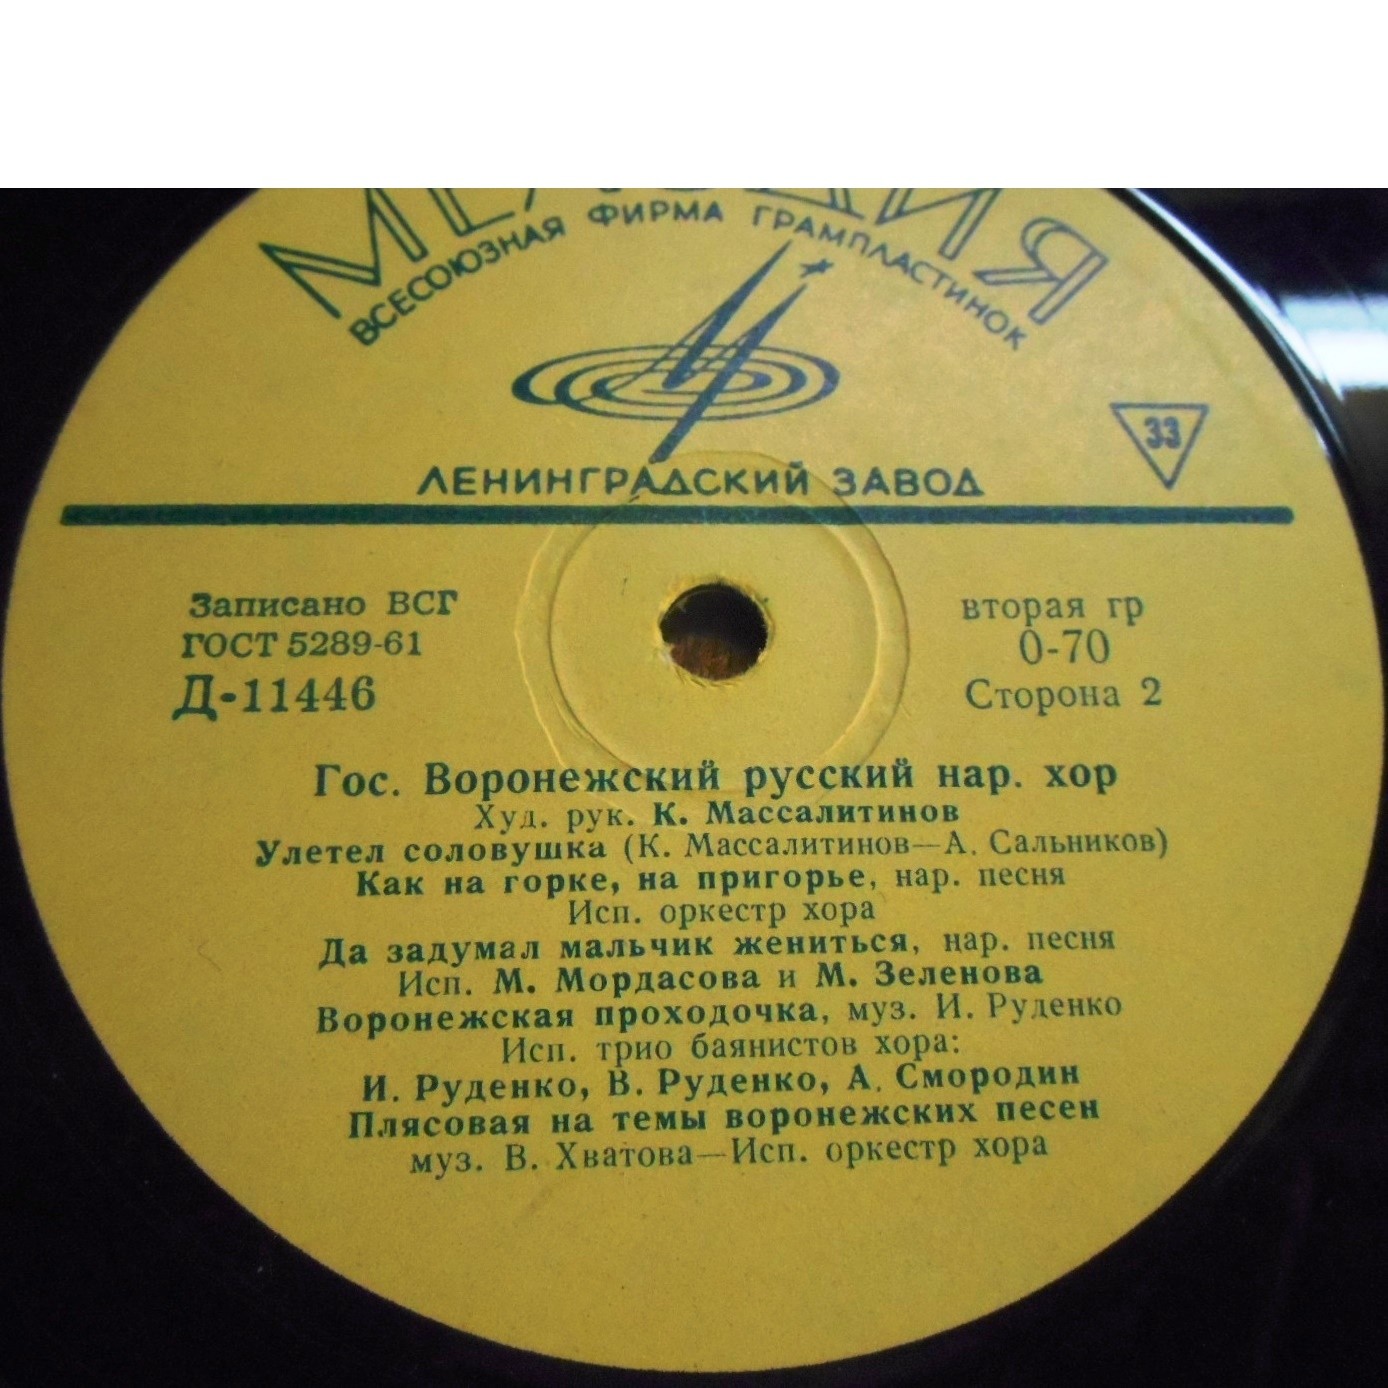 МЕЛОДИЯ
ВСЕСОЮЗНАЯ ФИРМА ГРАМПЛАСТИНОК
33
ЛЕНИНГРАДСКИЙ ЗАВОД
Записано ВСГ
ГОСТ 5289-61
Д-11446
вторая гр
0-70
Сторона 2
Гос. Воронежский русский нар. хор
Худ. рук. К. Массалитинов
Улетел соловушка (К. Массалитинов—А. Сальников)
Как на горке, на пригорье, нар. песня
Исп. оркестр хора
Да задумал мальчик жениться, нар. песня
Исп. М. Мордасова и М. Зеленова
Воронежская проходочка, муз. И. Руденко
Исп. трио баянистов хора:
И. Руденко, В. Руденко, А. Смородин
Плясовая на темы воронежских песен
муз. В. Хватова—Исп. оркестр хора